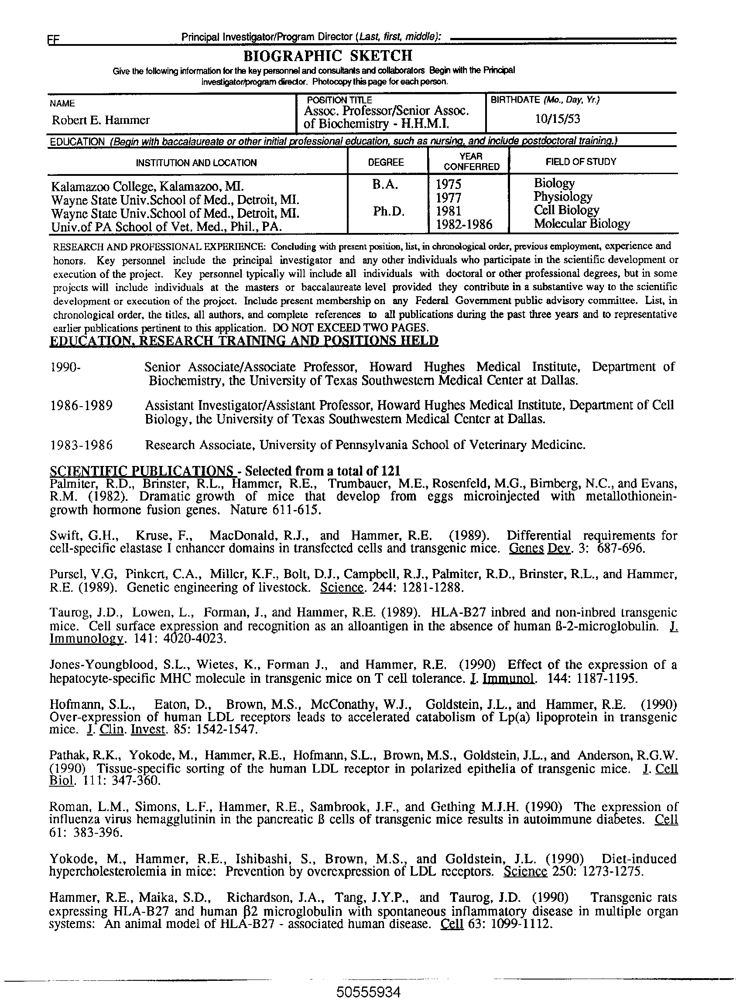 FF Principal Investigator/Program Director (Last, first, middle):
BIOGRAPHIC SKETCH
Give the following information for the key personnel and consultants and collaborators Begin with the Principal
investigator/program director. Photocopy this page for each person.
NAME POSITION TITLE BIRTHDATE (Mo., Day, Yr.)
Robert E. Hammer Assoc. Professor/Senior Assoc. 10/15/53
of Biochemistry - H.H.M.I.
EDUCATION (Begin with baccalaureate or other initial professional education, such as nursing, and include postdoctoral training.)
INSTITUTION AND LOCATION DEGREE YEAR CONFERRED FIELD OF STUDY
Kalamazoo College, Kalamazoo, MI. B.A. 1975 Biology
Wayne State Univ.School of Med., Detroit, MI. 1977 Physiology
Wayne State Univ.School of Med., Detroit, MI. Ph.D. 1981 Cell Biology
Univ.of PA School of Vet. Med., Phil., PA. 1982-1986 Molecular Biology
RESEARCH AND PROFESSIONAL EXPERIENCE: Concluding with present position, list, in chronological order, previous employment, experience and
honors. Key personnel include the principal investigator and any other individuals who participate in the scientific development or
execution of the project. Key personnel typically will include all individuals with doctoral or other professional degrees, but in some
projects will include individuals at the masters or baccalaureate level provided they contribute in a substantive way to the scientific
development or execution of the project. Include present membership on any Federal Government public advisory committee. List, in
chronological order, the titles, all authors, and complete references to all publications during the past three years and to representative
earlier publications pertinent to this application. DO NOT EXCEED TWO PAGES.
EDUCATION, RESEARCH TRAINING AND POSITIONS HELD
1990- Senior Associate/Associate Professor, Howard Hughes Medical Institute, Department of
Biochemistry, the University of Texas Southwestern Medical Center at Dallas.
1986-1989 Assistant Investigator/Assistant Professor, Howard Hughes Medical Institute, Department of Cell
Biology, the University of Texas Southwestern Medical Center at Dallas.
1983-1986 Research Associate, University of Pennsylvania School of Veterinary Medicine.
SCIENTIFIC PUBLICATIONS - Selected from a total of 121
Palmiter, R.D., Brinster, R.L., Hammer, R.E., Trumbauer, M.E., Rosenfeld, M.G., Birnberg, N.C., and Evans,
R.M. (1982). Dramatic growth of mice that develop from eggs microinjected with metallothionein-
growth hormone fusion genes. Nature 611-615.
Swift, G.H., Kruse, F., MacDonald, R.J., and Hammer, R.E. (1989). Differential requirements for
cell-specific elastase I enhancer domains in transfected cells and transgenic mice. Genes Dev. 3: 687-696.
Pursel, V.G, Pinkert, C.A., Miller, K.F., Bolt, D.J., Campbell, R.J., Palmiter, R.D., Brinster, R.L., and Hammer,
R.E. (1989). Genetic engineering of livestock. Science. 244: 1281-1288.
Taurog, J.D., Lowen, L., Forman, J., and Hammer, R.E. (1989). HLA-B27 inbred and non-inbred transgenic
mice. Cell surface expression and recognition as an alloantigen in the absence of human ß-2-microglobulin. J.
Immunology. 141: 4020-4023.
Jones-Youngblood, S.L., Wietes, K., Forman J., and Hammer, R.E. (1990) Effect of the expression of a
hepatocyte-specific MHC molecule in transgenic mice on T cell tolerance. J. Immunol. 144: 1187-1195.
Hofmann, S.L., Eaton, D., Brown, M.S., McConathy, W.J., Goldstein, J.L., and Hammer, R.E. (1990)
Over-expression of human LDL receptors leads to accelerated catabolism of Lp(a) lipoprotein in transgenic
mice. J. Clin. Invest. 85: 1542-1547.
Pathak, R.K., Yokode, M., Hammer, R.E., Hofmann, S.L., Brown, M.S., Goldstein, J.L., and Anderson, R.G.W.
(1990) Tissue-specific sorting of the human LDL receptor in polarized epithelia of transgenic mice. J. Cell
Biol. 111: 347-360.
Roman, L.M., Simons, L.F., Hammer, R.E., Sambrook, J.F., and Gething M.J.H. (1990) The expression of
influenza virus hemagglutinin in the pancreatic ß cells of transgenic mice results in autoimmune diabetes. Cell
61: 383-396.
Yokode, M., Hammer, R.E., Ishibashi, S., Brown, M.S., and Goldstein, J.L. (1990) Diet-induced
hypercholesterolemia in mice: Prevention by overexpression of LDL receptors. Science 250: 1273-1275.
Hammer, R.E., Maika, S.D., Richardson, J.A., Tang, J.Y.P., and Taurog, J.D. (1990) Transgenic rats
expressing HLA-B27 and human β2 microglobulin with spontaneous inflammatory disease in multiple organ
systems: An animal model of HLA-B27 - associated human disease. Cell 63: 1099-1112.
50555934